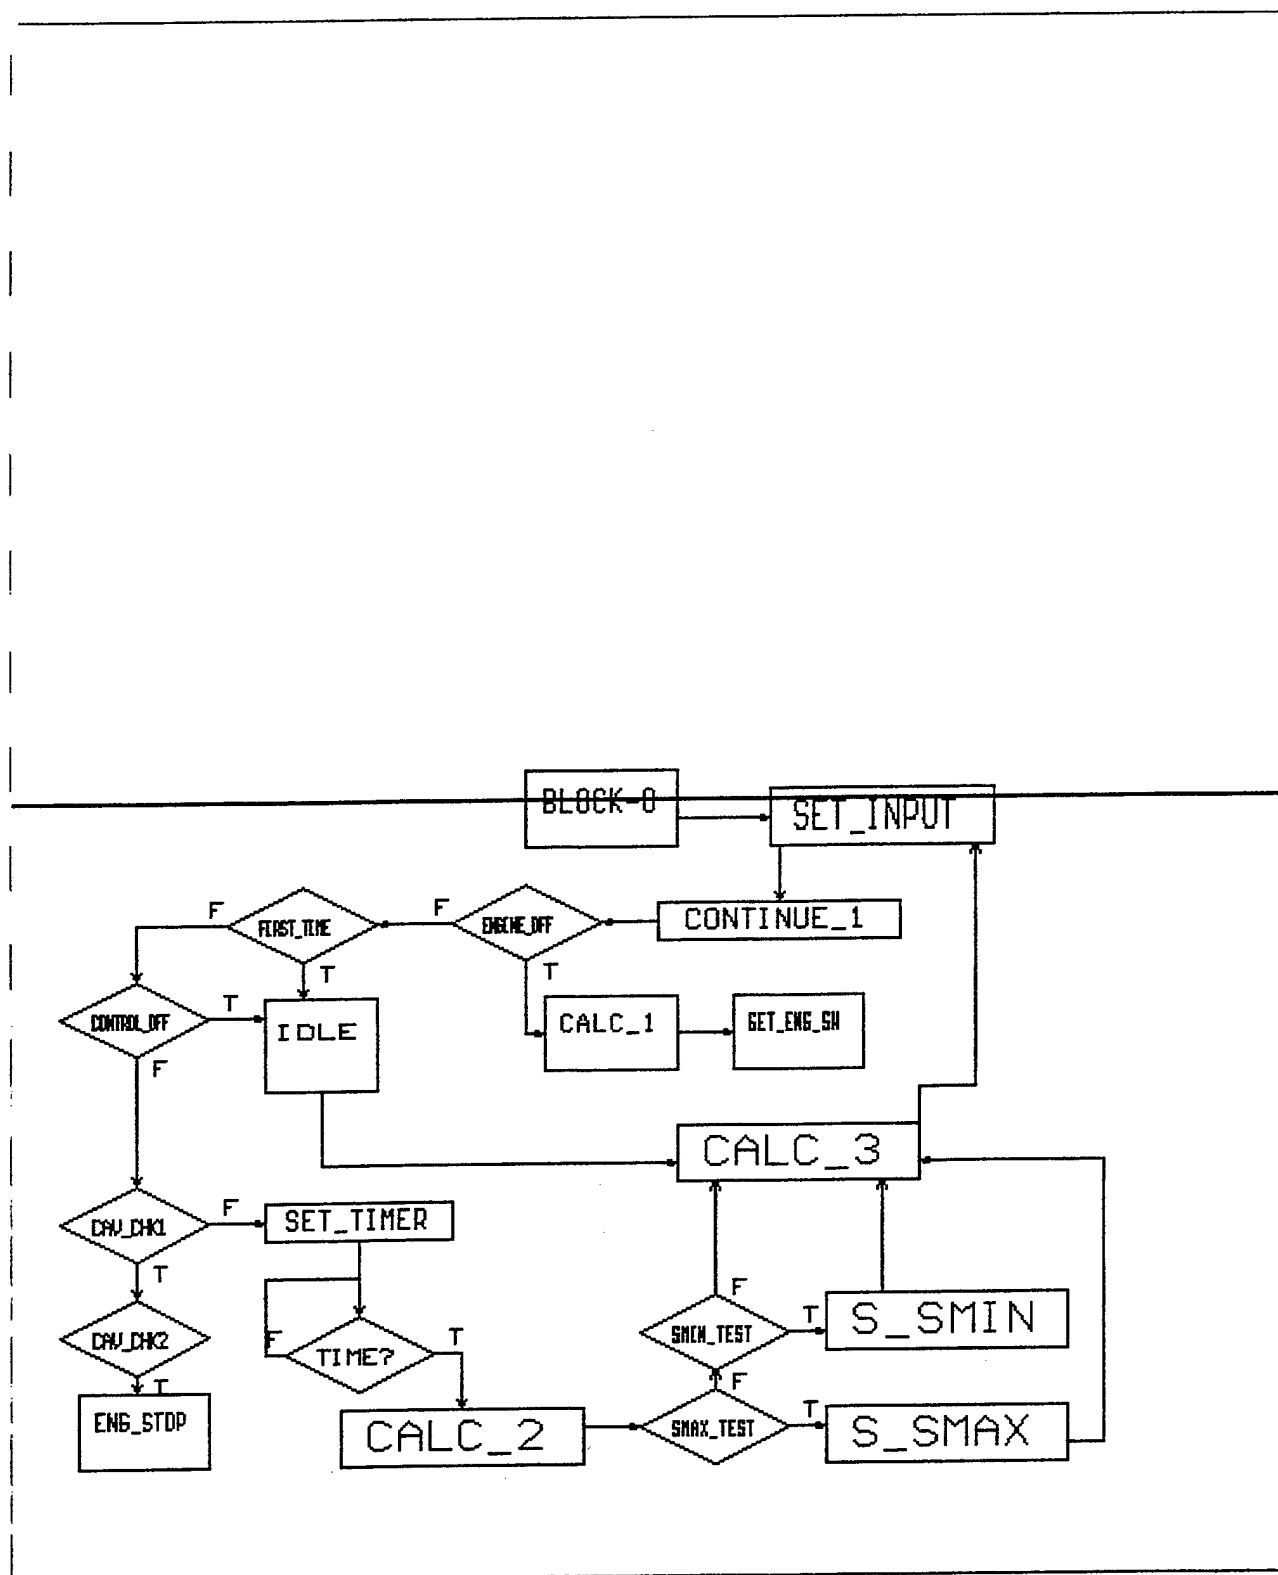 BLOCK-0
SET_INPUT
F
FIRST_TIME
F
ENGINE_OFF
CONTINUE_1
T
T
CONTROL_OFF
T
IDLE
CALC_1
GET_ENG_SH
F
CALC_3
CAV_CHK1
F
SET_TIMER
T
F
S_SMIN
T
SMIN_TEST
CAV_CHK2
F
TIME?
T
T
F
ENG_STOP
CALC_2
SMAX_TEST
T
S_SMAX